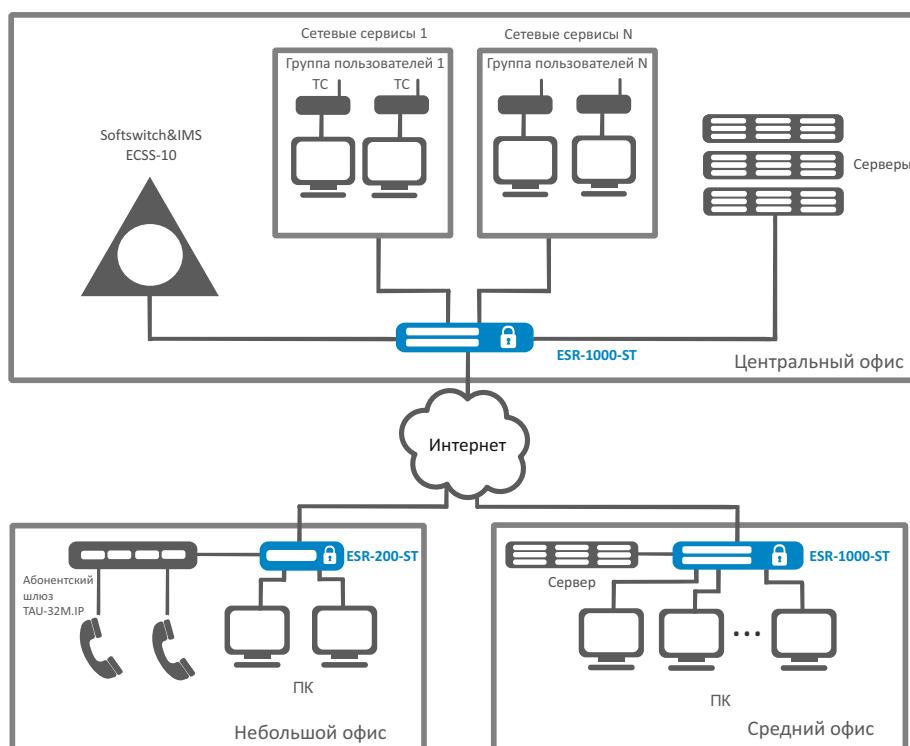 Сетевые сервисы 1
Сетевые сервисы N
Группа пользователей 1
Группа пользователей N
ТС
ТС
Softswitch&IMS
ECSS-10
Серверы
ESR-1000-ST
Центральный офис
Интернет
ESR-200-ST
ESR-1000-ST
Абонентский
шлюз
TAU-32M.IP
Сервер
ПК
ПК
Небольшой офис
Средний офис